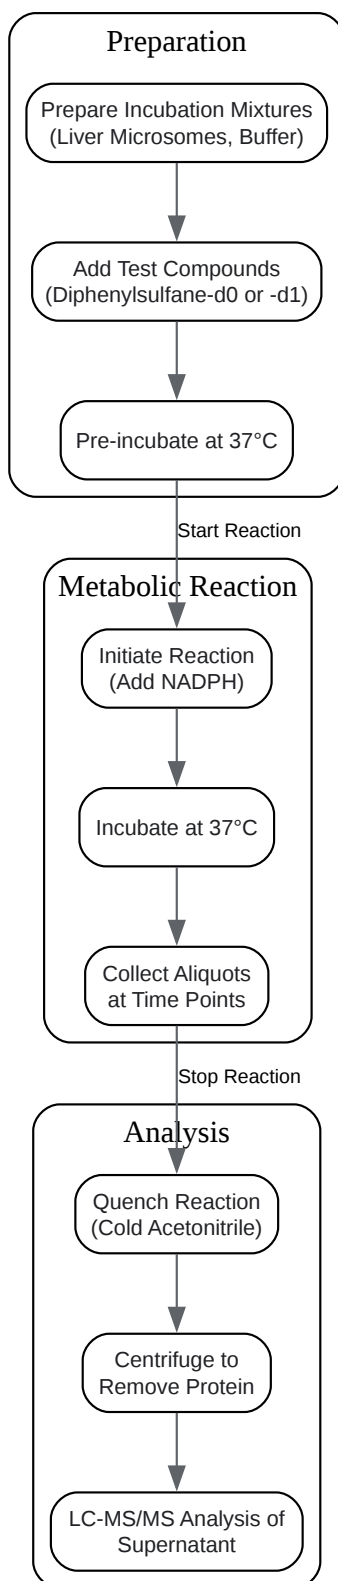 Preparation
Prepare Incubation Mixtures
(Liver Microsomes, Buffer)
Add Test Compounds
(Diphenylsulfane-d0 or -d1)
Pre-incubate at 37°C
Start Reaction
Metabolic Reaction
Initiate Reaction
(Add NADPH)
Incubate at 37°C
Collect Aliquots
at Time Points
Stop Reaction
Analysis
Quench Reaction
(Cold Acetonitrile)
Centrifuge to
Remove Protein
LC-MS/MS Analysis of
Supernatant